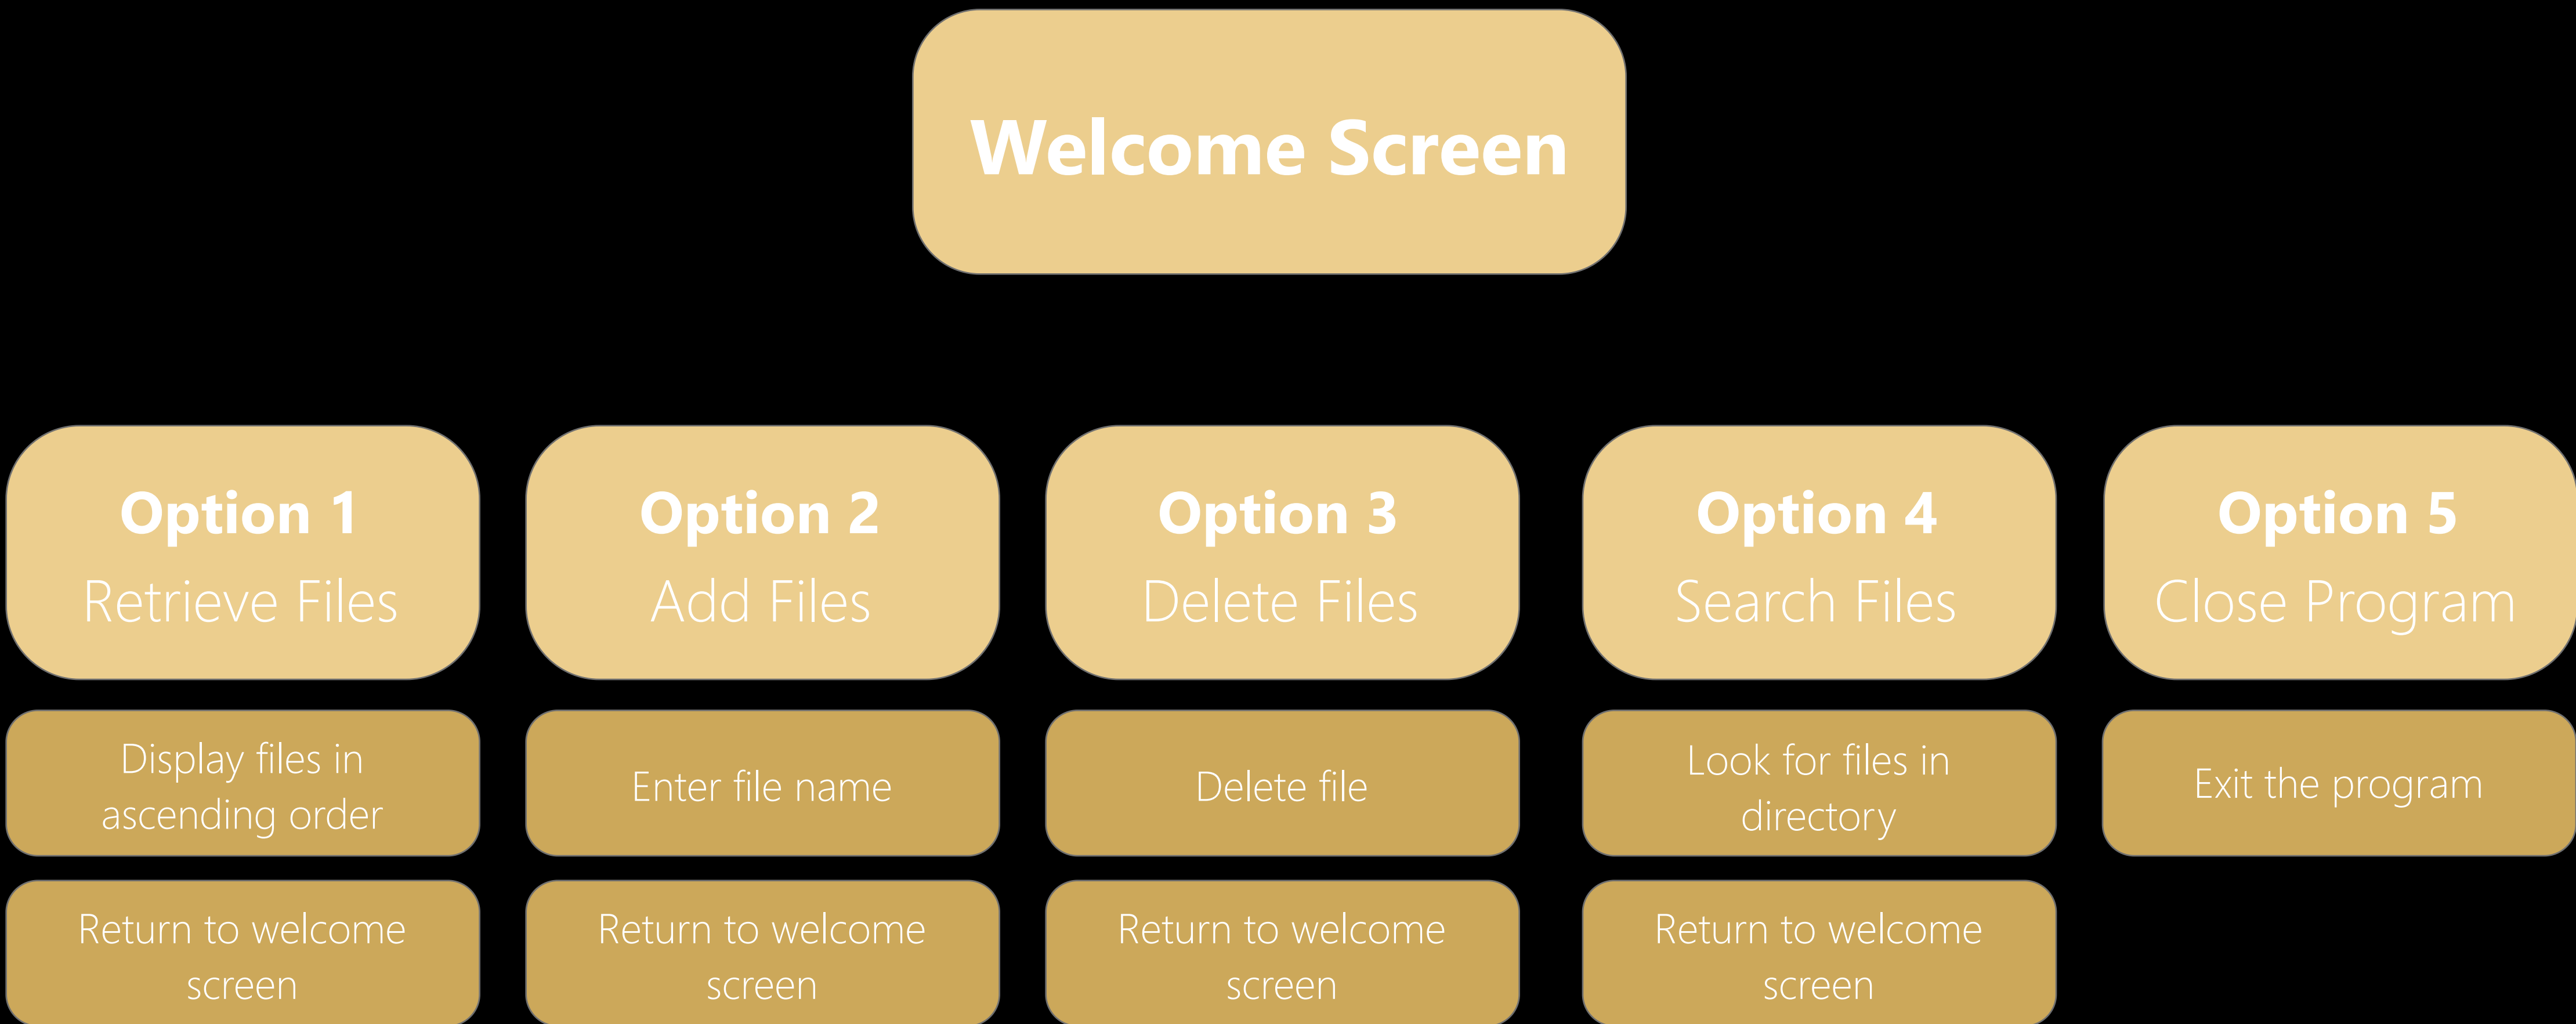 Welcome Screen
Option 1
Retrieve Files
Display files in
ascending order
Return to welcome
screen
Option 2
Add Files
Enter file name
Return to welcome
screen
Option 3
Delete Files
Delete file
Return to welcome
screen
Option 4
Search Files
Look for files in
directory
Return to welcome
screen
Option 5
Close Program
Exit the program